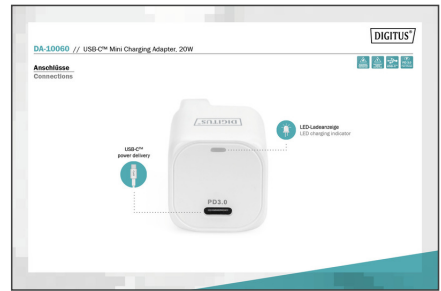 DIGITUS®
DA-10060 // USB-C™ Mini Charging Adapter, 20W
Anschlüsse
Connections
DIGITUS
LED-Ladeanzeige
LED charging indicator
USB-C™
power delivery
PD3.0